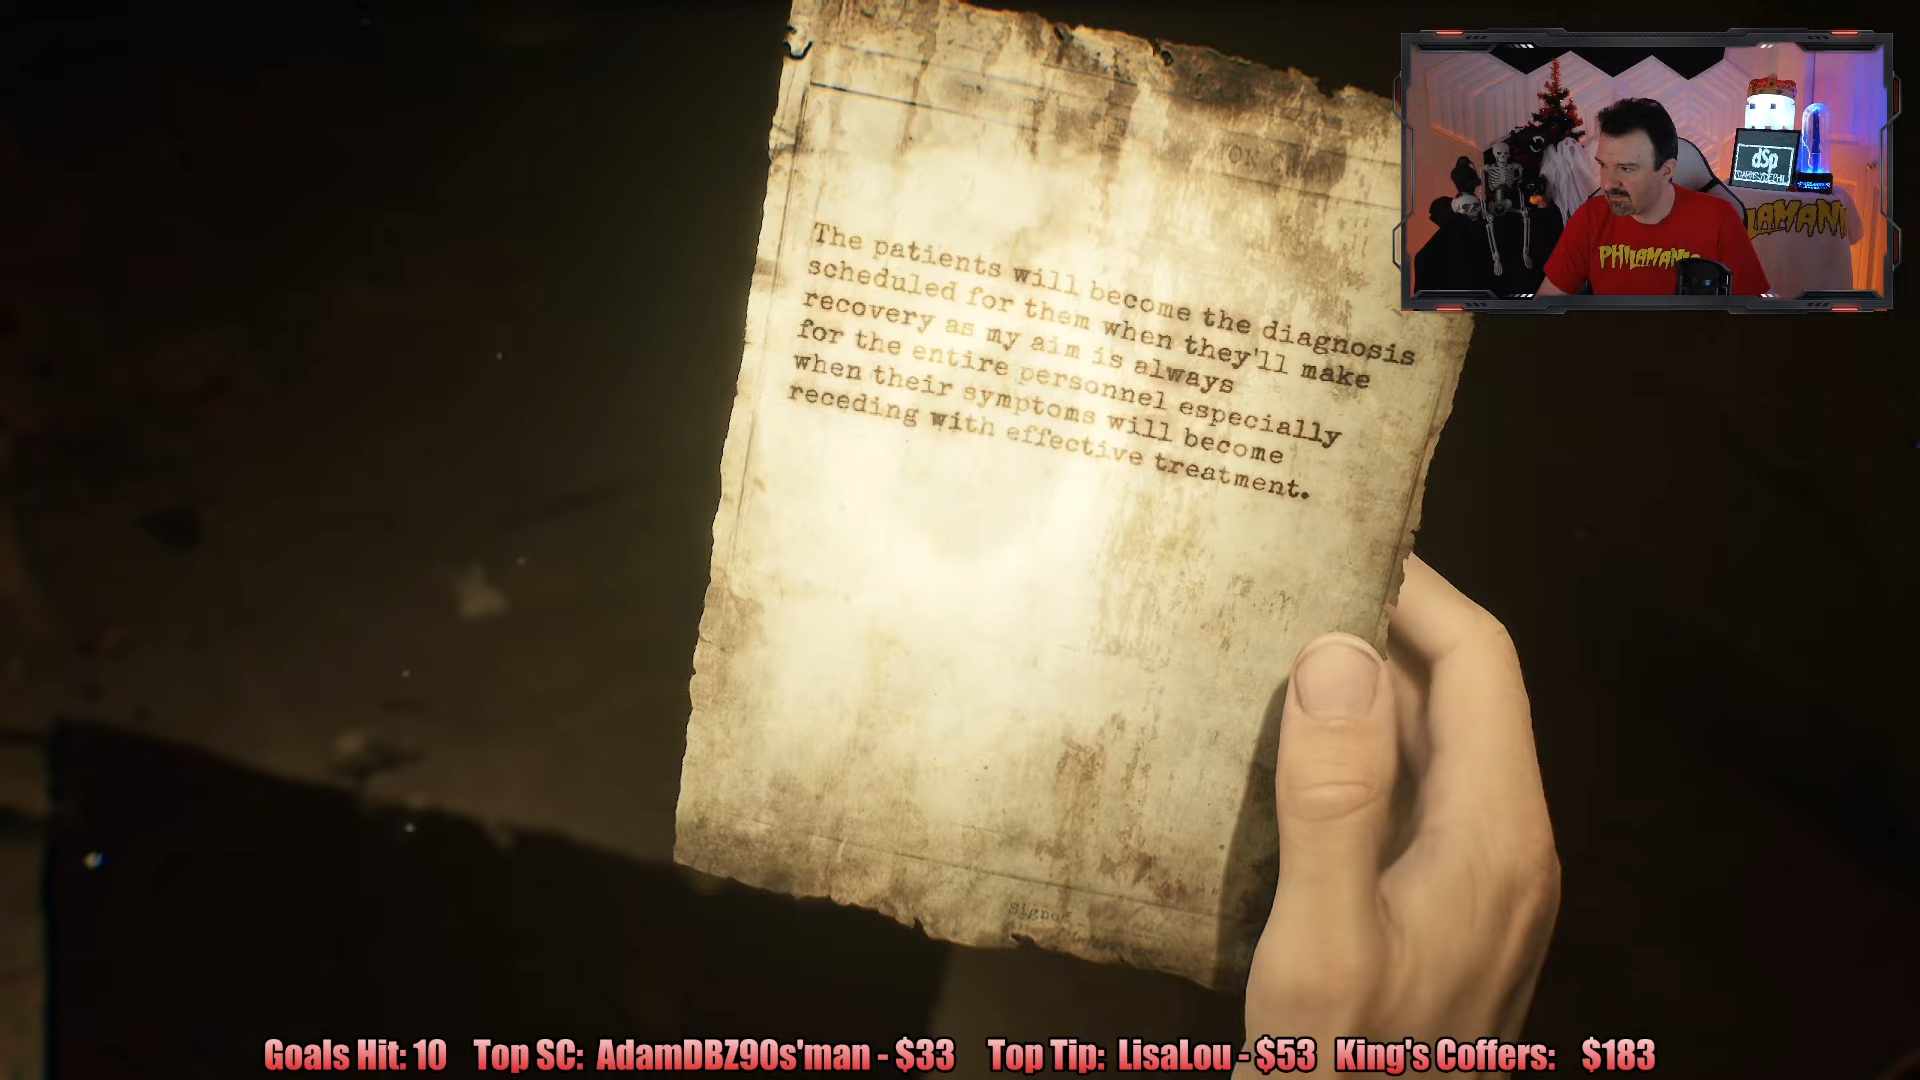 The patients will become the diagnosis
scheduled for them when they'll make
recovery as my aim is always
for the entire personnel especially
when their symptoms will become
receding with effective treatment.
Signed
dSp
PHILAMANIA
Goals Hit: 10 Top SC: AdamDBZ90s'man - $33 Top Tip: LisaLou - $53 King's Coffers: $183